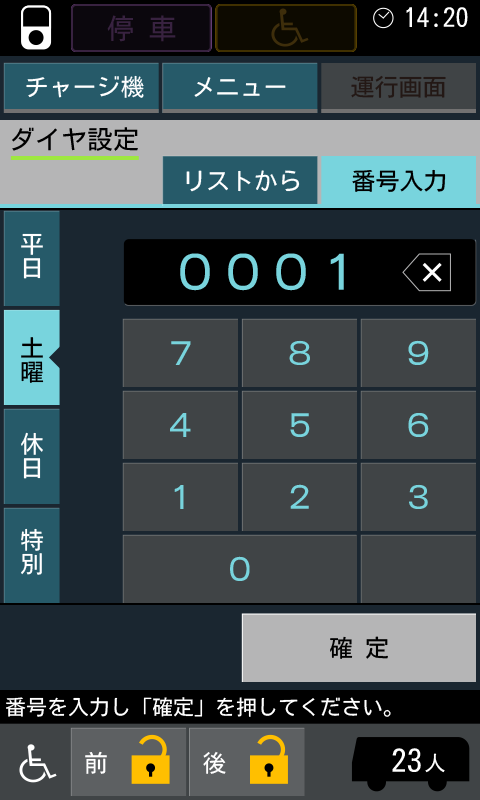 停車
14:20
チャージ機 メニュー 運行画面
ダイヤ設定
リストから 番号入力
平日
土曜
休日
特別
0001
7 8 9
4 5 6
1 2 3
0
確定
番号を入力し「確定」を押してください。
前 後 23人